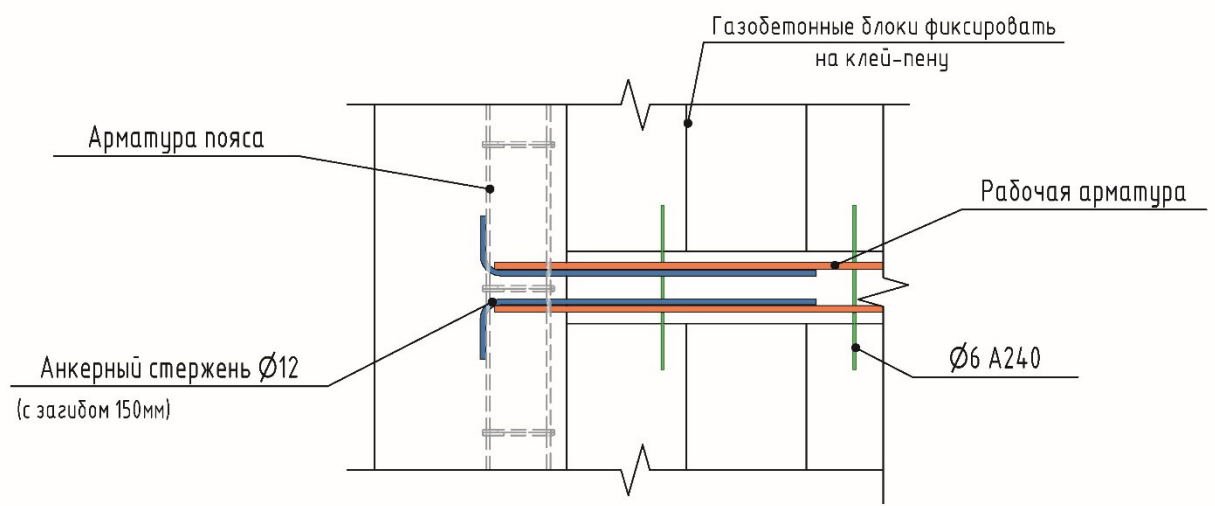 Газобетонные блоки фиксировать
на клей-пену
Арматура пояса
Рабочая арматура
Анкерный стержень Ø12
(с загибом 150мм)
Ø6 А240